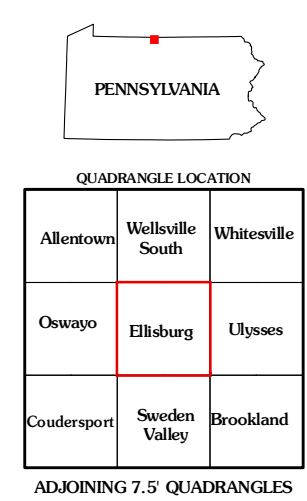 PENNSYLVANIA
QUADRANGLE LOCATION
Allentown
Wellsville
South
Whitesville
Oswayo
Ellisburg
Ulysses
Coudersport
Sweden
Valley
Brookland
ADJOINING 7.5' QUADRANGLES